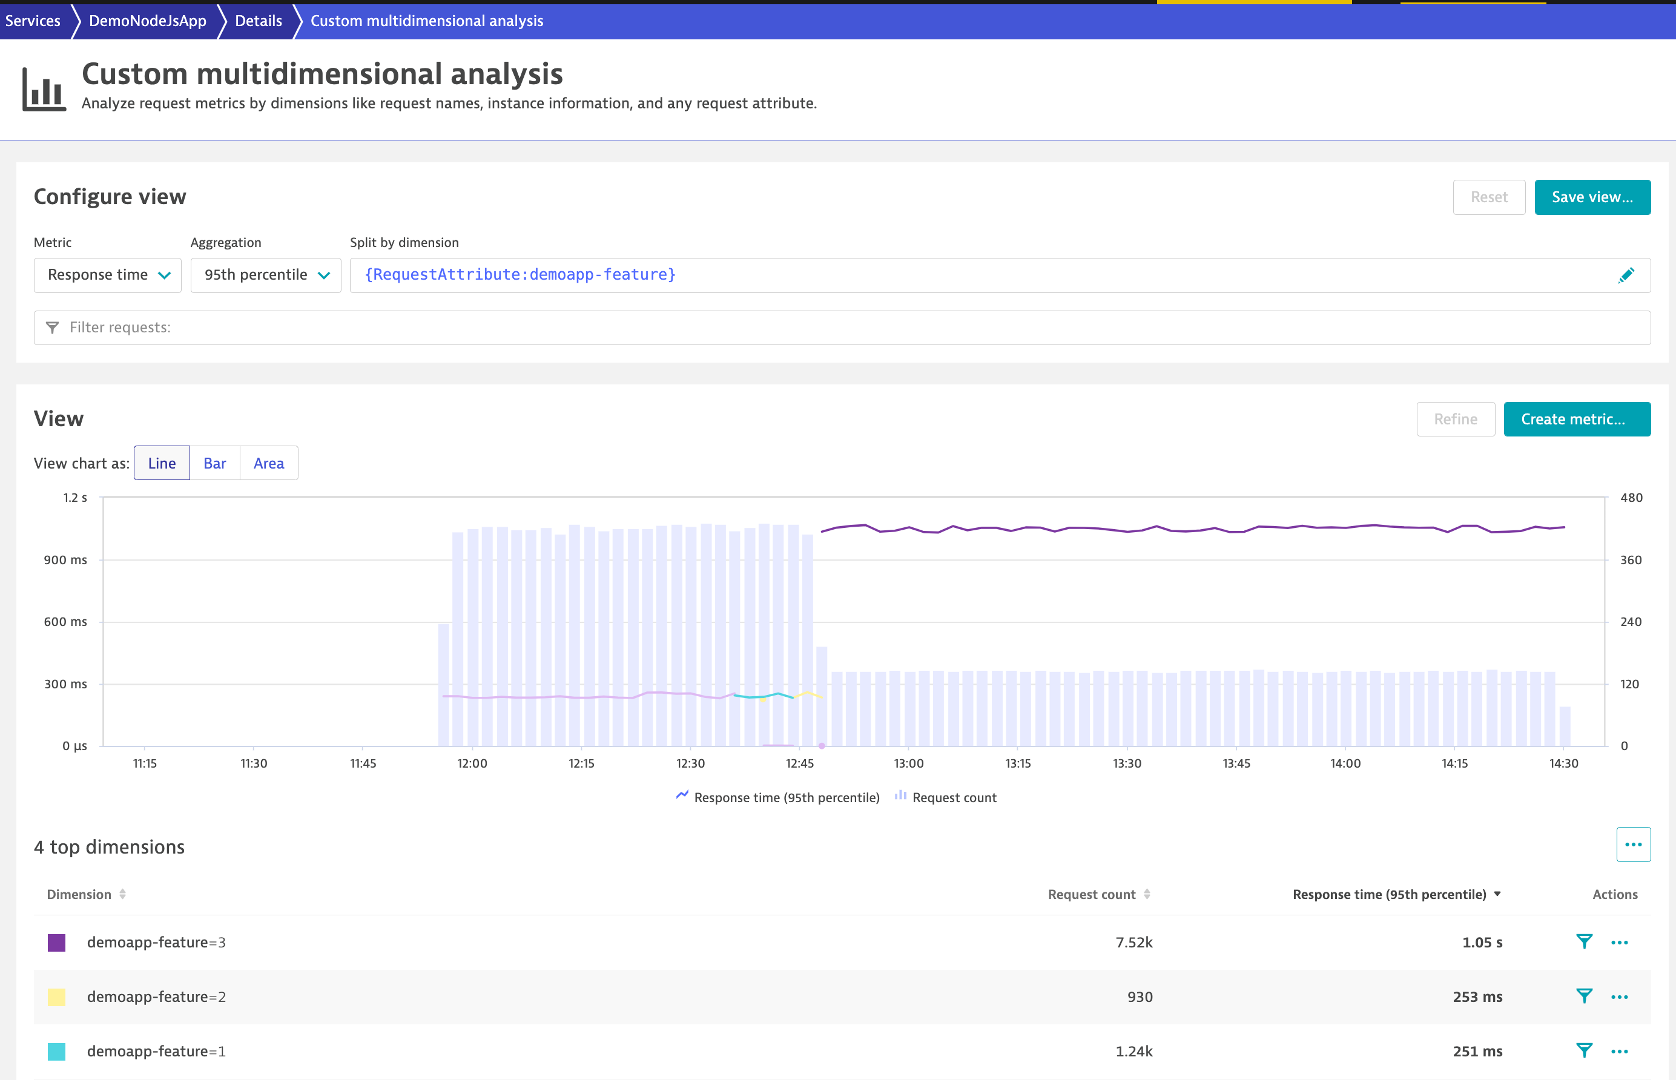 Services DemoNodeJsApp Details Custom multidimensional analysis
Custom multidimensional analysis
Analyze request metrics by dimensions like request names, instance information, and any request attribute.
Configure view
Reset Save view...
Metric Aggregation Split by dimension
Response time 95th percentile {RequestAttribute:demoapp-feature}
Filter requests:
View
Refine Create metric...
View chart as: Line Bar Area
1.2 s 480
900 ms 360
600 ms 240
300 ms 120
0 µs 0
11:15 11:30 11:45 12:00 12:15 12:30 12:45 13:00 13:15 13:30 13:45 14:00 14:15 14:30
Response time (95th percentile) Request count
4 top dimensions
Dimension Request count Response time (95th percentile) Actions
demoapp-feature=3 7.52k 1.05 s
demoapp-feature=2 930 253 ms
demoapp-feature=1 1.24k 251 ms